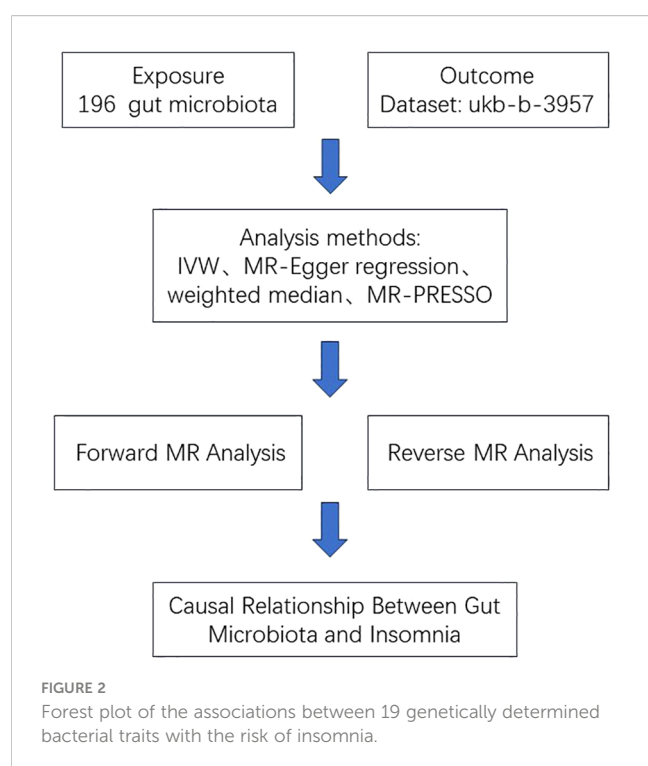 Exposure
196 gut microbiota
Outcome
Dataset: ukb-b-3957
Analysis methods:
IVW、MR-Egger regression、
weighted median、MR-PRESSO
Forward MR Analysis
Reverse MR Analysis
Causal Relationship Between Gut
Microbiota and Insomnia
FIGURE 2
Forest plot of the associations between 19 genetically determined
bacterial traits with the risk of insomnia.